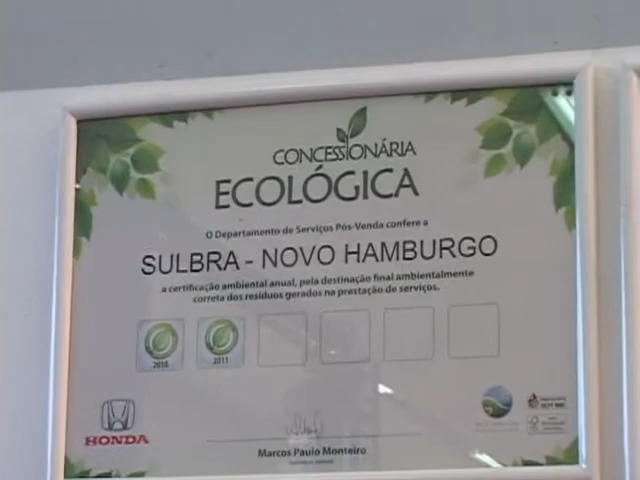 CONCESSIONÁRIA
ECOLÓGICA
O Departamento de Serviços Pós-Venda confere a
SULBRA - NOVO HAMBURGO
a certificação ambiental anual, pela destinação final ambientalmente
correta dos resíduos gerados na prestação de serviços.
2010 2011
HONDA
Marcos Paulo Monteiro